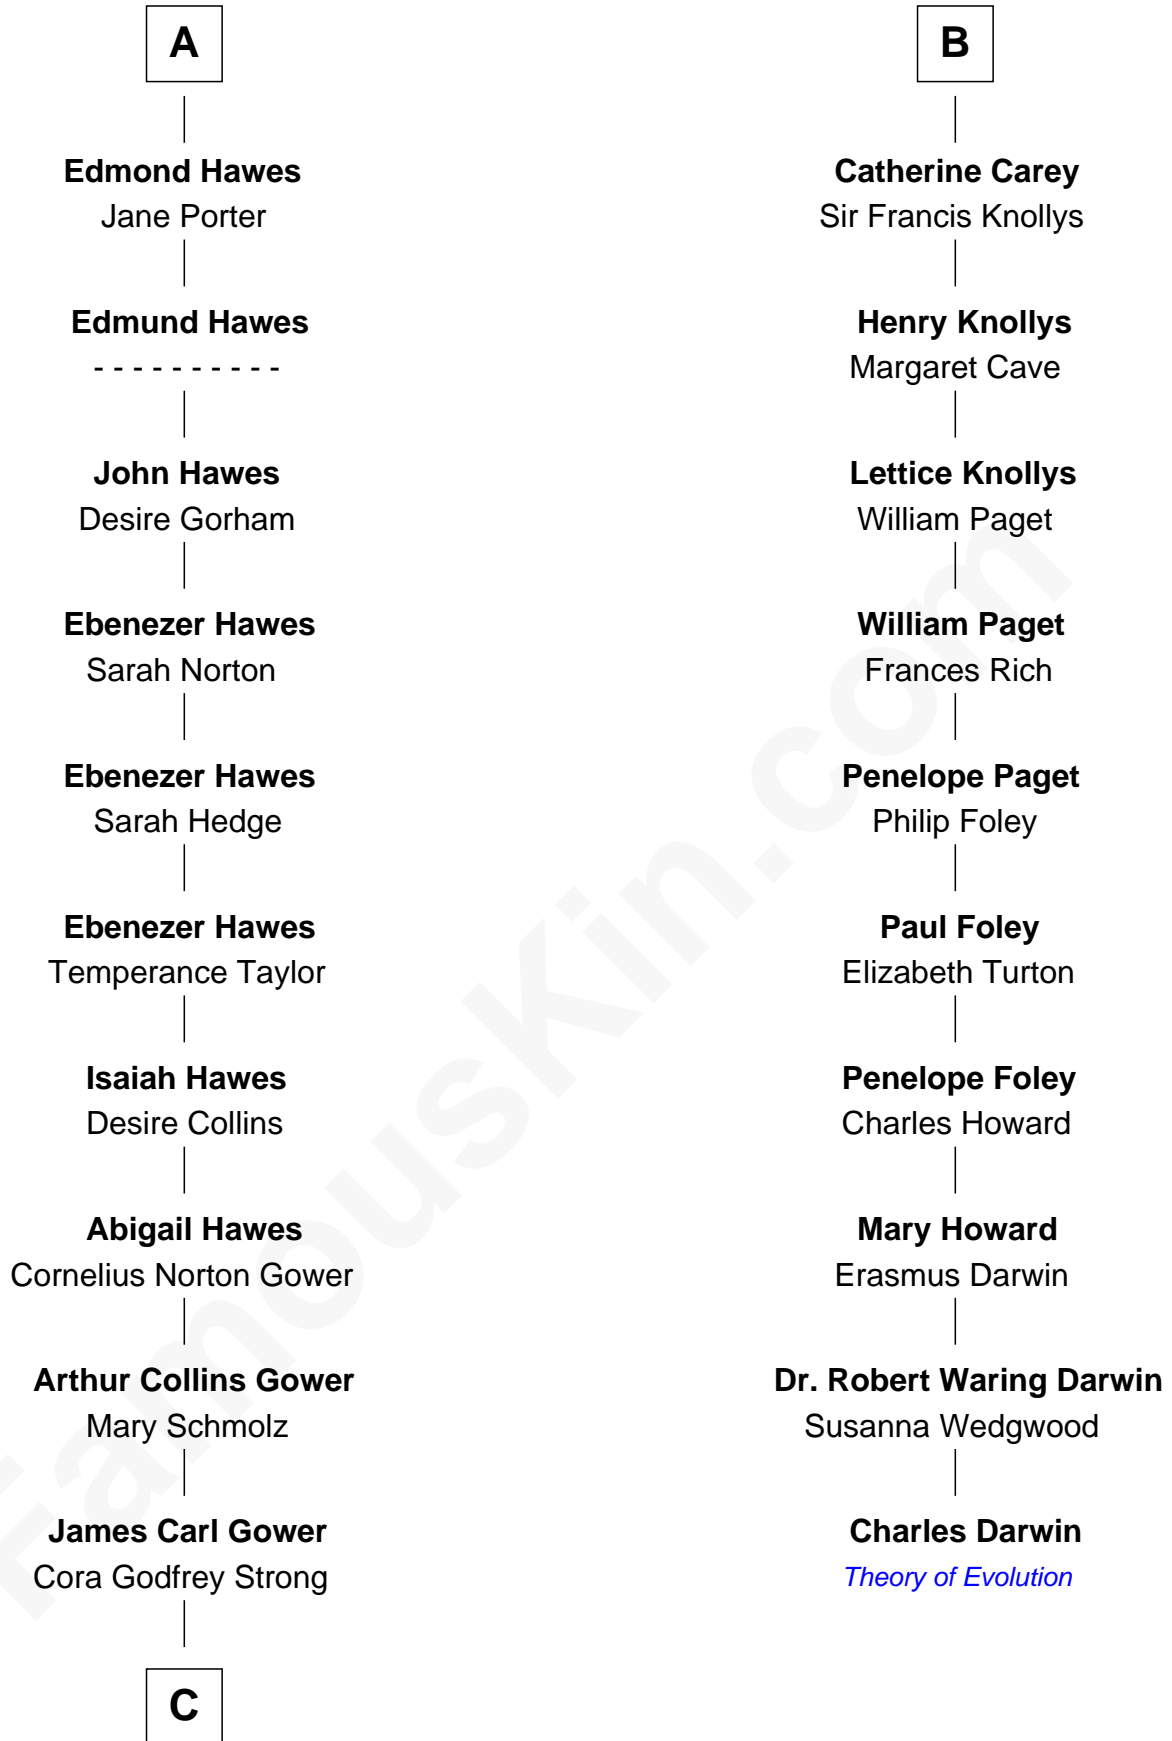 A
Edmond Hawes
Jane Porter
Edmund Hawes
- - - - - - - - - -
John Hawes
Desire Gorham
Ebenezer Hawes
Sarah Norton
Ebenezer Hawes
Sarah Hedge
Ebenezer Hawes
Temperance Taylor
Isaiah Hawes
Desire Collins
Abigail Hawes
Cornelius Norton Gower
Arthur Collins Gower
Mary Schmolz
James Carl Gower
Cora Godfrey Strong
C
B
Catherine Carey
Sir Francis Knollys
Henry Knollys
Margaret Cave
Lettice Knollys
William Paget
William Paget
Frances Rich
Penelope Paget
Philip Foley
Paul Foley
Elizabeth Turton
Penelope Foley
Charles Howard
Mary Howard
Erasmus Darwin
Dr. Robert Waring Darwin
Susanna Wedgwood
Charles Darwin
Theory of Evolution
FamousKin.com